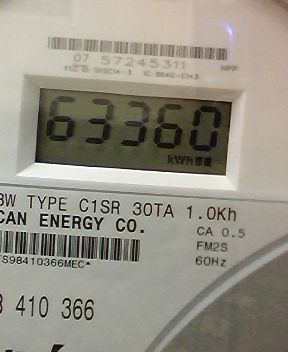 07 57245311
63360
kWh
BW TYPE C1SR 30TA 1.0Kh
CAN ENERGY CO.
CA 0.5
FM2S
60Hz
S98410366MEC*
410 366